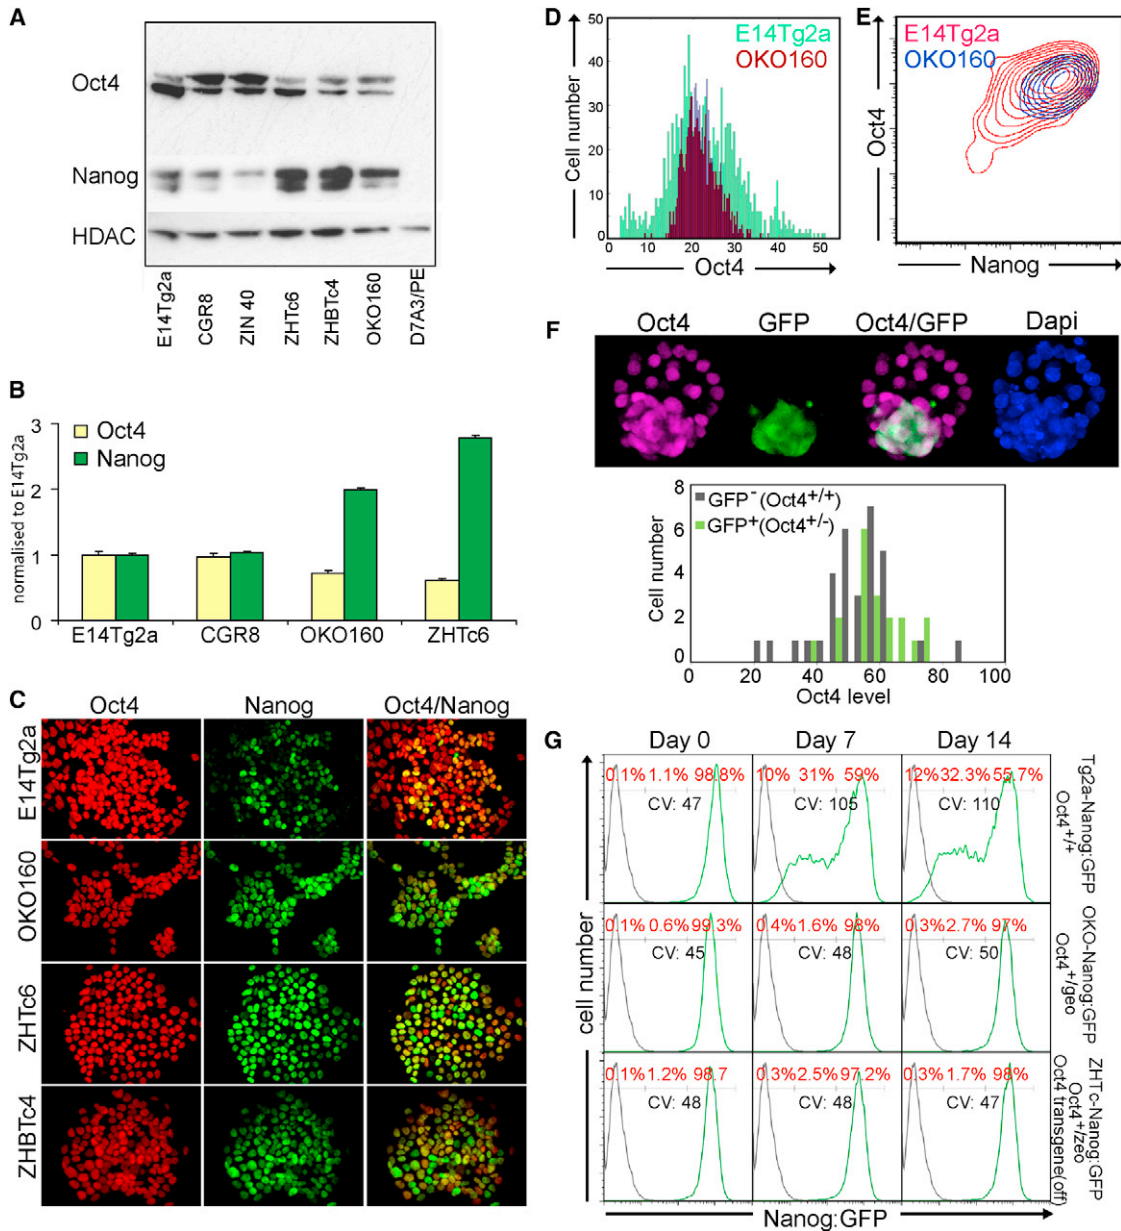 A
Oct4
Nanog
HDAC
E14Tg2a
CGR8
ZIN 40
ZHTc6
ZHBTc4
OKO160
D7A3/PE
B
normalised to E14Tg2a
3
2
1
0
Oct4
Nanog
E14Tg2a CGR8 OKO160 ZHTc6
C
Oct4 Nanog Oct4/Nanog
E14Tg2a
OKO160
ZHTc6
ZHBTc4
D
Cell number
50
40
30
20
10
0
E14Tg2a
OKO160
0 10 20 30 40 50
Oct4
E
E14Tg2a
OKO160
Oct4
Nanog
F
Oct4 GFP Oct4/GFP Dapi
Cell number
8
6
4
2
0
GFP-(Oct4+/+)
GFP+(Oct4+/-)
0 20 40 60 80 100
Oct4 level
G
Day 0 Day 7 Day 14
0.1% 1.1% 98.8% 10% 31% 59% 12% 32.3% 55.7%
CV: 47 CV: 105 CV: 110
Tg2a-Nanog:GFP
Oct4+/+
0.1% 0.6% 99.3% 0.4% 1.6% 98% 0.3% 2.7% 97%
CV: 45 CV: 48 CV: 50
OKO-Nanog:GFP
Oct4+/geo
0.1% 1.2% 98.7 0.3% 2.5% 97.2% 0.3% 1.7% 98%
CV: 48 CV: 48 CV: 47
ZHTc-Nanog:GFP
Oct4+/zeo
Oct4 transgene(off)
cell number
Nanog:GFP